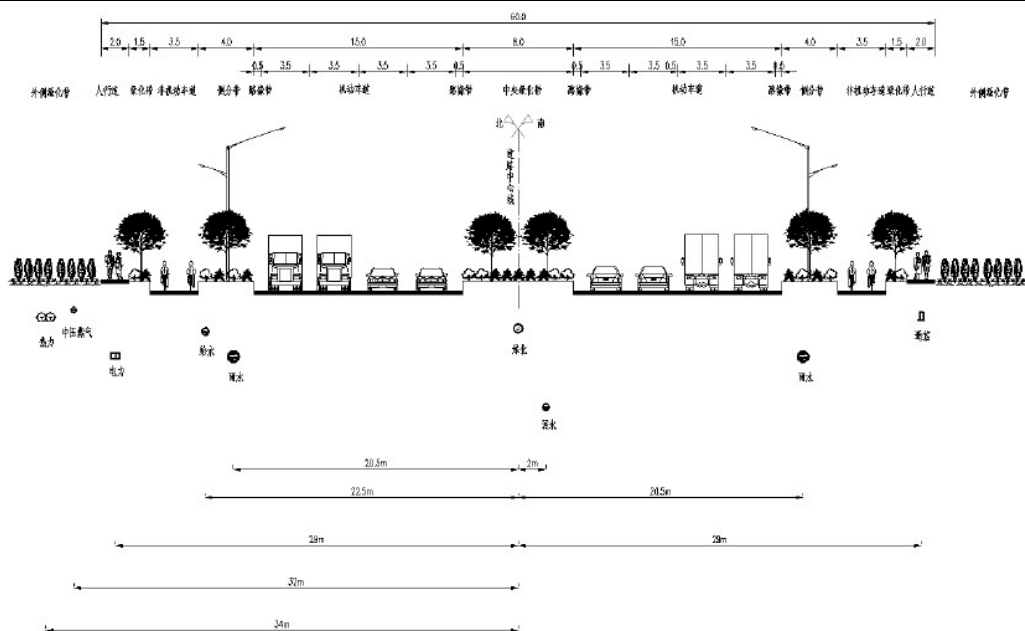 60.0
2.0 1.5 3.5 4.0 15.0 8.0 15.0 4.0 3.5 1.5 2.0
0.5 3.5 3.5 3.5 3.5 0.5 0.5 3.5 3.5 0.5 3.5 3.5 0.5
外侧绿化带 人行道 绿化带 非机动车道 侧分带 路缘带 机动车道 路缘带 中央绿化带 路缘带 机动车道 路缘带 侧分带 非机动车道 绿化带 人行道 外侧绿化带
北 南
道路中心线
热力 中压燃气 给水 绿化 通信
电力 雨水 雨水
污水
20.5m 2m
22.5m 20.5m
29m 29m
32m
34m